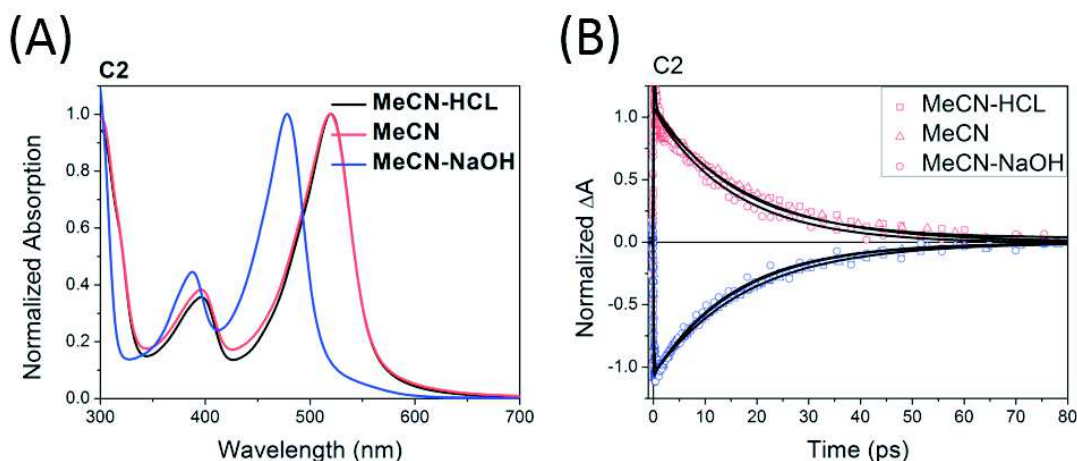 (A)
C2
MeCN-HCL
MeCN
MeCN-NaOH
1.0
0.8
0.6
0.4
0.2
0.0
300 400 500 600 700
Normalized Absorption
Wavelength (nm)
(B)
C2
MeCN-HCL
MeCN
MeCN-NaOH
1.0
0.5
0.0
-0.5
-1.0
0 10 20 30 40 50 60 70 80
Normalized ΔA
Time (ps)